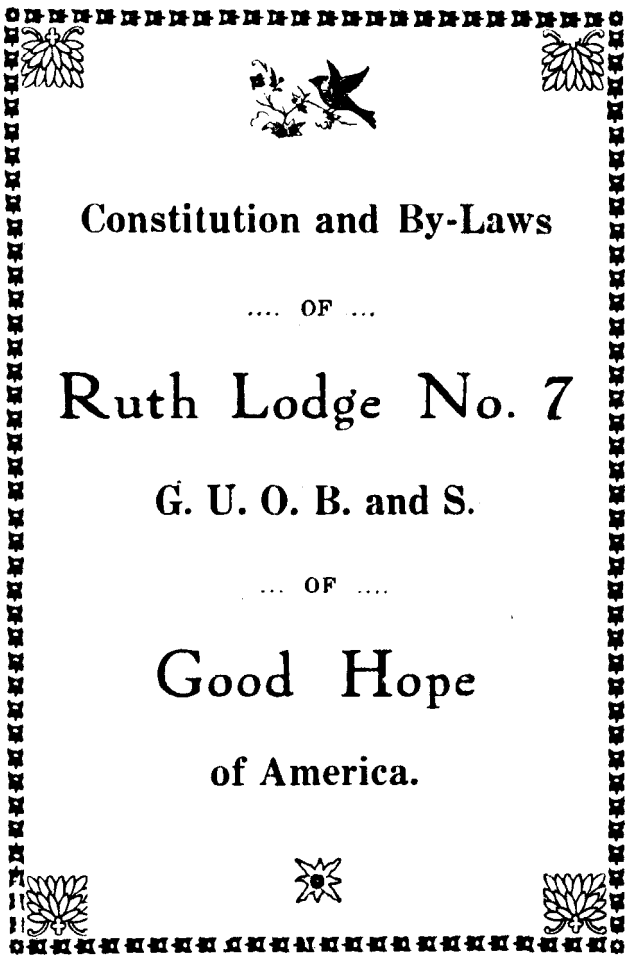 Constitution and By-Laws
.... OF ...
Ruth Lodge No. 7
G. U. O. B. and S.
... OF ....
Good Hope
of America.